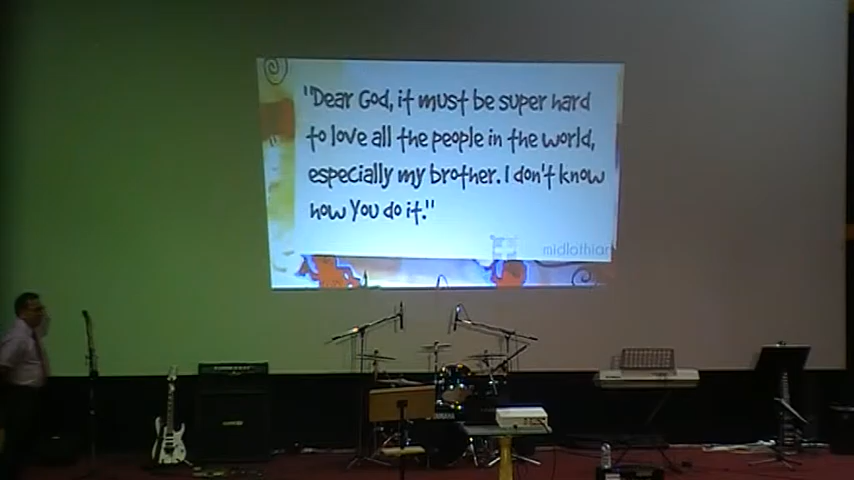 "Dear God, it must be super hard
to love all the people in the world,
especially my brother. I don't know
how You do it."
midlothian
YAMAHA